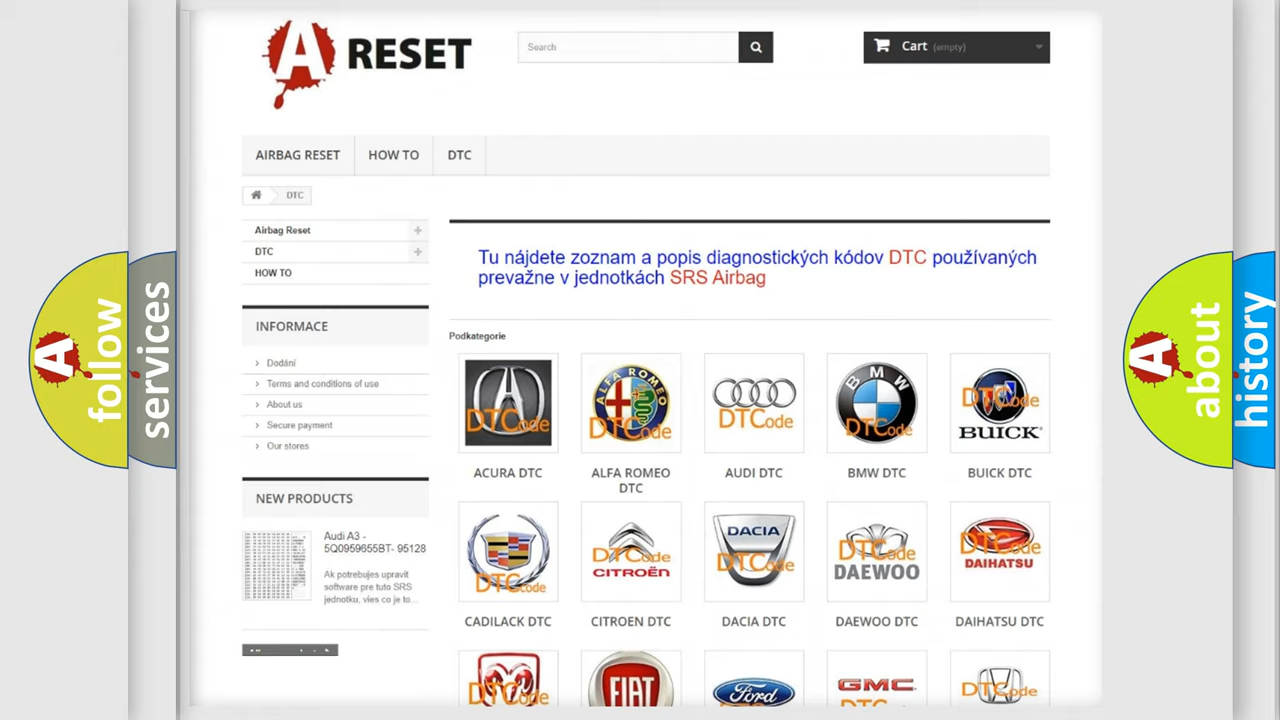 A RESET
Search
Cart (empty)
AIRBAG RESET
HOW TO
DTC
DTC
Airbag Reset
DTC
HOW TO
INFORMACE
Dodání
Terms and conditions of use
About us
Secure payment
Our stores
NEW PRODUCTS
Audi A3 -
5Q0959655BT- 95128
Ak potrebujes upravit
software pre tuto SRS
jednotku, vies co je to...
Tu nájdete zoznam a popis diagnostických kódov DTC používaných
prevažne v jednotkách SRS Airbag
Podkategorie
DTCode
ALFA ROMEO
DTCode
DTCode
BMW
DTCode
DTCode
BUICK
ACURA DTC
ALFA ROMEO
DTC
AUDI DTC
BMW DTC
BUICK DTC
DTCode
DTCode
CITROËN
DACIA
DTCode
DTCode
DAEWOO
DTCode
DAIHATSU
CADILACK DTC
CITROEN DTC
DACIA DTC
DAEWOO DTC
DAIHATSU DTC
DTCode
FIAT
Ford
GMC
DTCode
A follow
services
A about
history